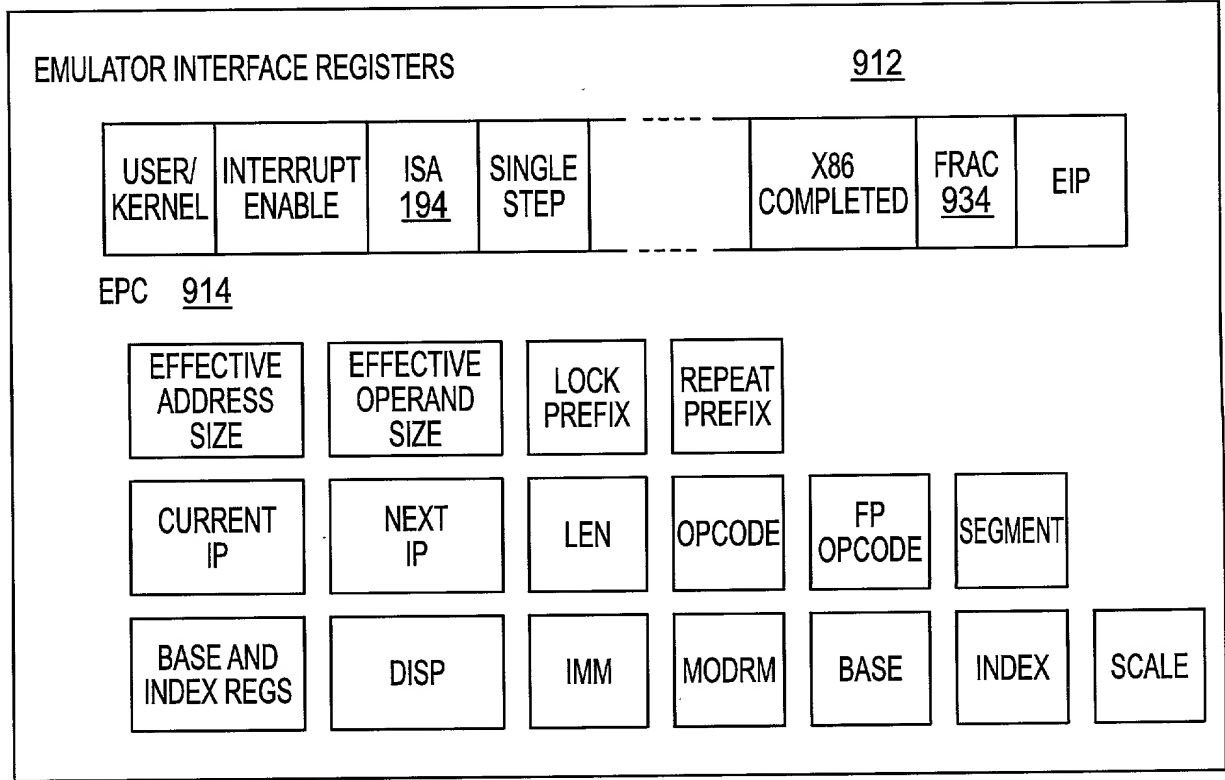 EMULATOR INTERFACE REGISTERS 912
USER/ KERNEL
INTERRUPT ENABLE
ISA 194
SINGLE STEP
X86 COMPLETED
FRAC 934
EIP
EPC 914
EFFECTIVE ADDRESS SIZE
EFFECTIVE OPERAND SIZE
LOCK PREFIX
REPEAT PREFIX
CURRENT IP
NEXT IP
LEN
OPCODE
FP OPCODE
SEGMENT
BASE AND INDEX REGS
DISP
IMM
MODRM
BASE
INDEX
SCALE